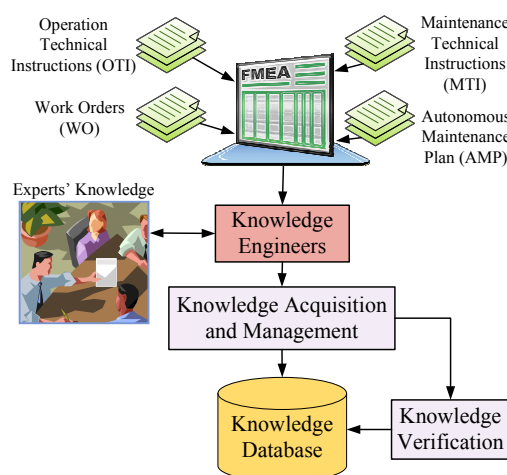 Operation
Technical
Instructions (OTI)
Maintenance
Technical
Instructions
(MTI)
FMEA
Work Orders
(WO)
Autonomous
Maintenance
Plan (AMP)
Experts' Knowledge
Knowledge
Engineers
Knowledge Acquisition
and Management
Knowledge
Database
Knowledge
Verification